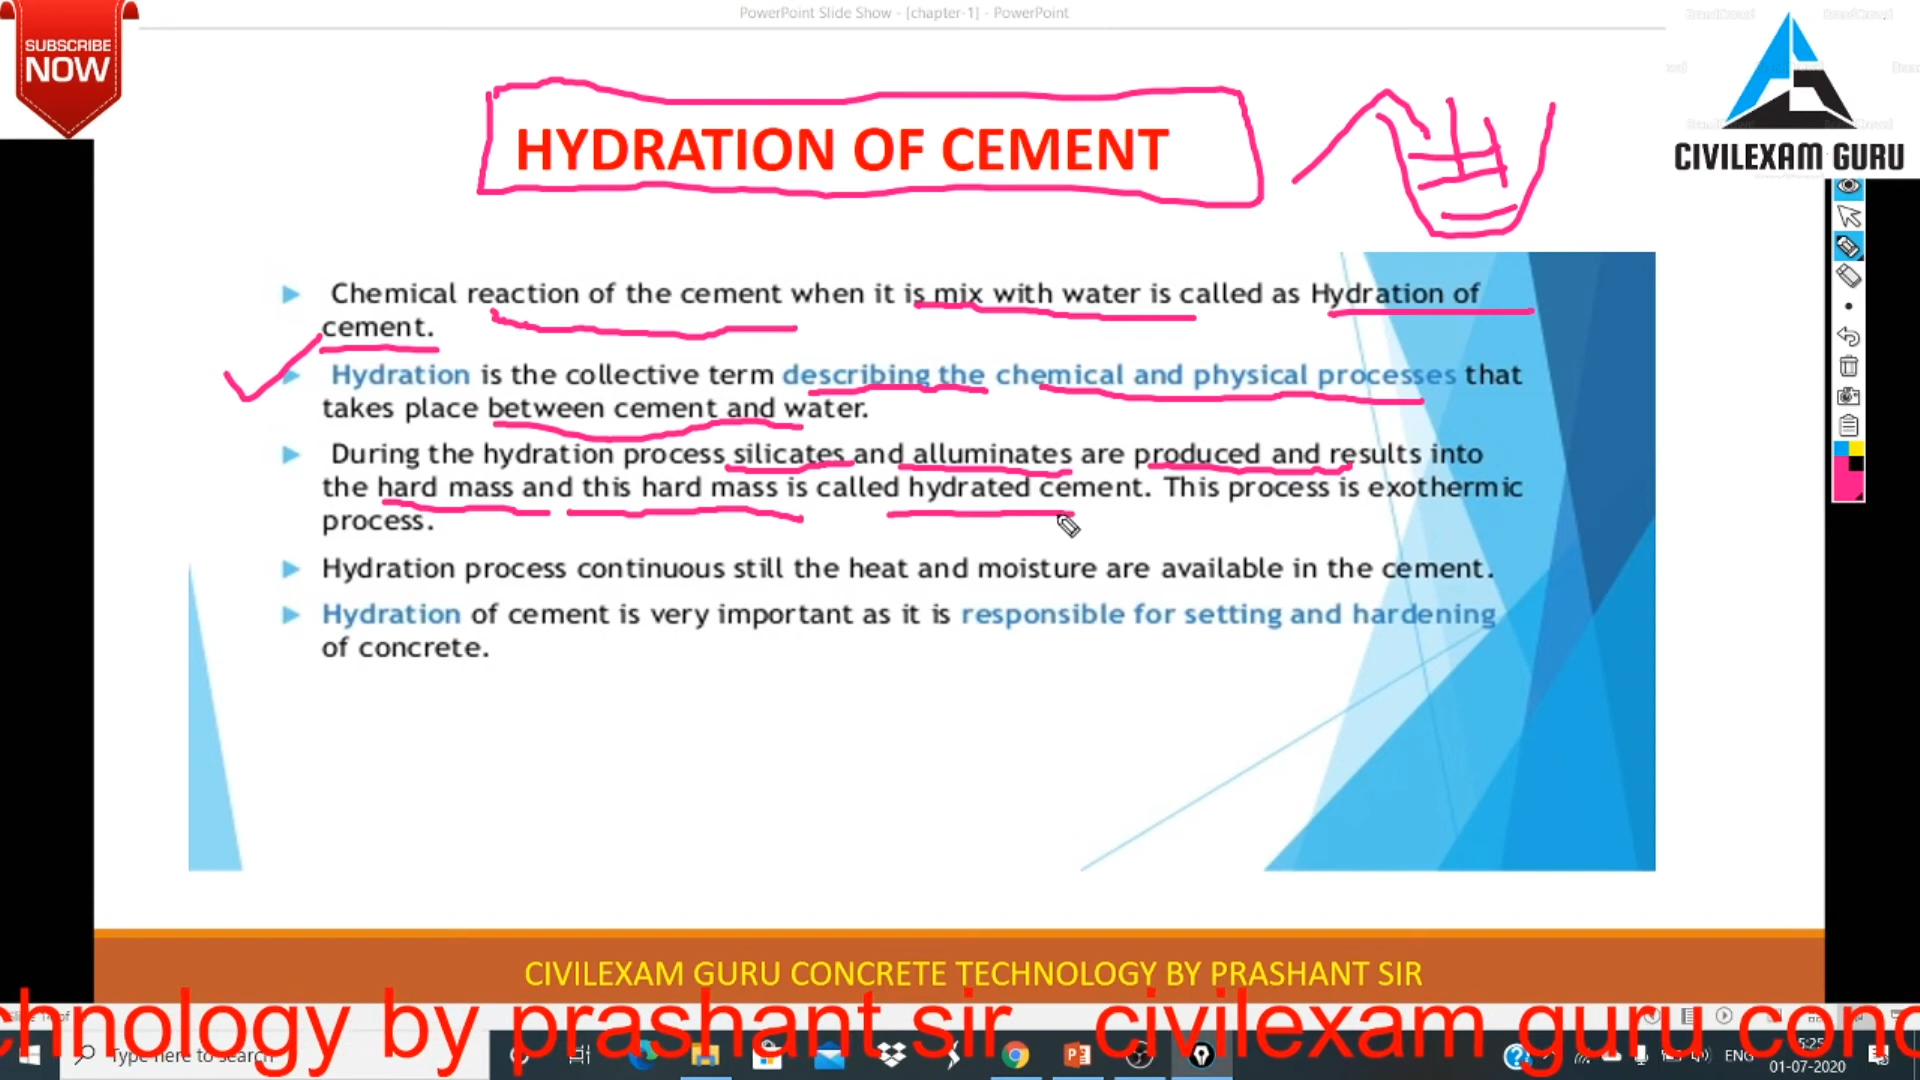 PowerPoint Slide Show - [chapter-1] - PowerPoint
SUBSCRIBE
NOW
HYDRATION OF CEMENT
CIVILEXAM GURU
Chemical reaction of the cement when it is mix with water is called as Hydration of
cement.
Hydration is the collective term describing the chemical and physical processes that
takes place between cement and water.
During the hydration process silicates and alluminates are produced and results into
the hard mass and this hard mass is called hydrated cement. This process is exothermic
process.
Hydration process continuous still the heat and moisture are available in the cement.
Hydration of cement is very important as it is responsible for setting and hardening
of concrete.
CIVILEXAM GURU CONCRETE TECHNOLOGY BY PRASHANT SIR
chnology by prashant sir civilexam guru conc
Type here to search
ENG
01-07-2020